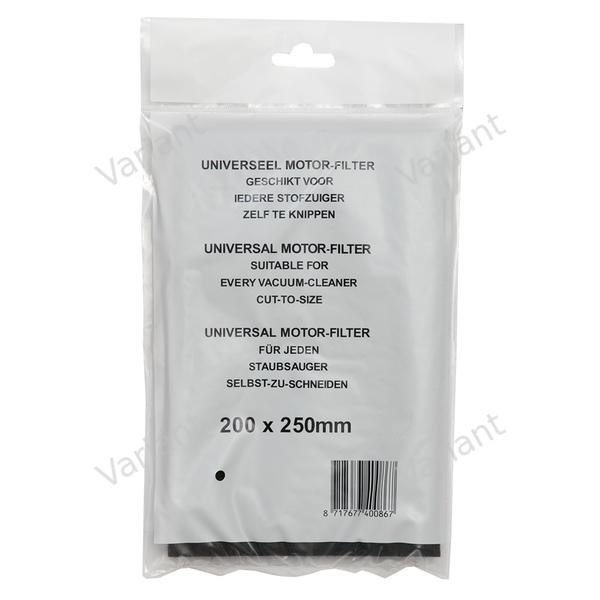 UNIVERSEEL MOTOR-FILTER
GESCHIKT VOOR
IEDERE STOFZUIGER
ZELF TE KNIPPEN
UNIVERSAL MOTOR-FILTER
SUITABLE FOR
EVERY VACUUM-CLEANER
CUT-TO-SIZE
UNIVERSAL MOTOR-FILTER
FÜR JEDEN
STAUBSAUGER
SELBST-ZU-SCHNEIDEN
200 x 250mm
8 717677 400867
Variant
Variant
Variant
Variant
Variant
Variant